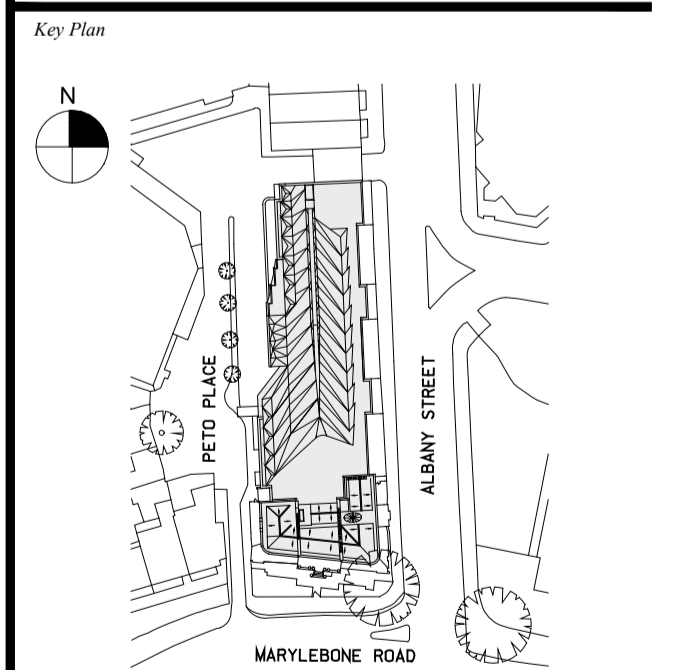 Key Plan
N
PETO PLACE
ALBANY STREET
MARYLEBONE ROAD